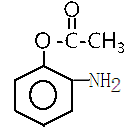 O
O-C-CH₃
NH₂